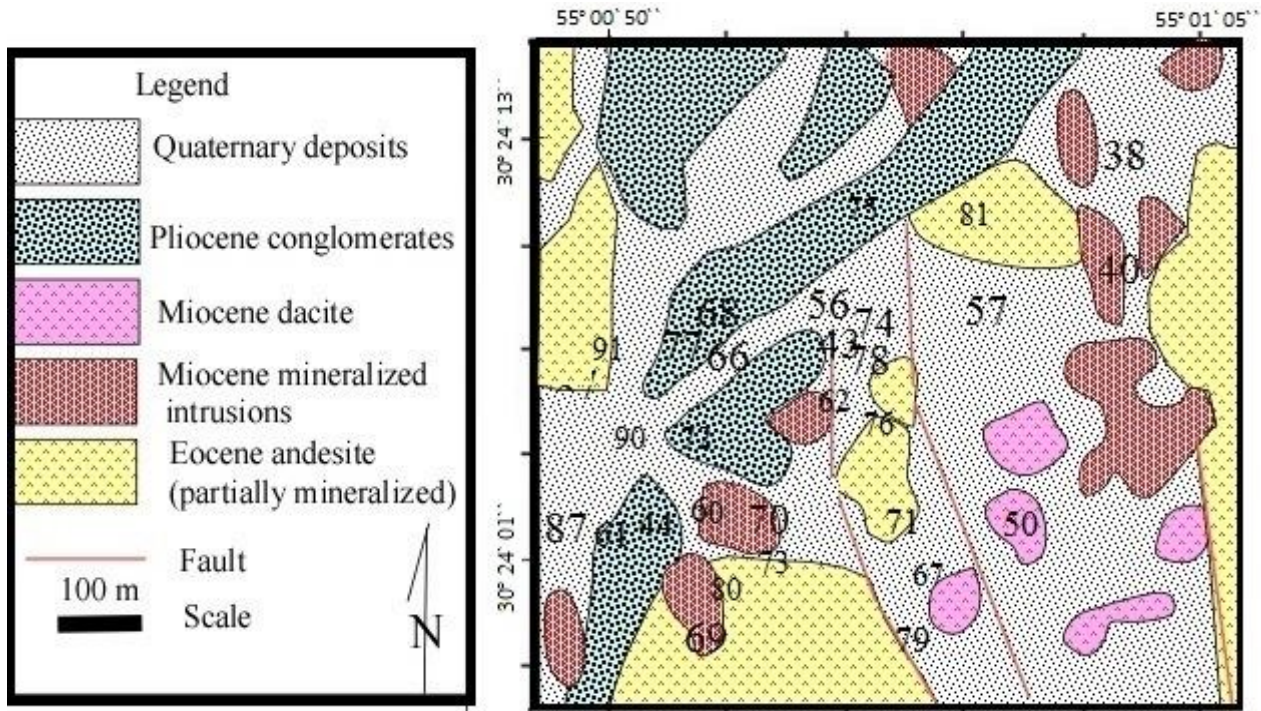 Legend
Quaternary deposits
Pliocene conglomerates
Miocene dacite
Miocene mineralized
intrusions
Eocene andesite
(partially mineralized)
Fault
100 m
Scale
N
55° 00` 50``
55° 01` 05``
30° 24` 13``
30° 24` 01``
38
75
81
40
68
56
57
74
77
66
43
78
91
62
76
90
72
87
61
44
60
70
71
50
73
67
80
69
79